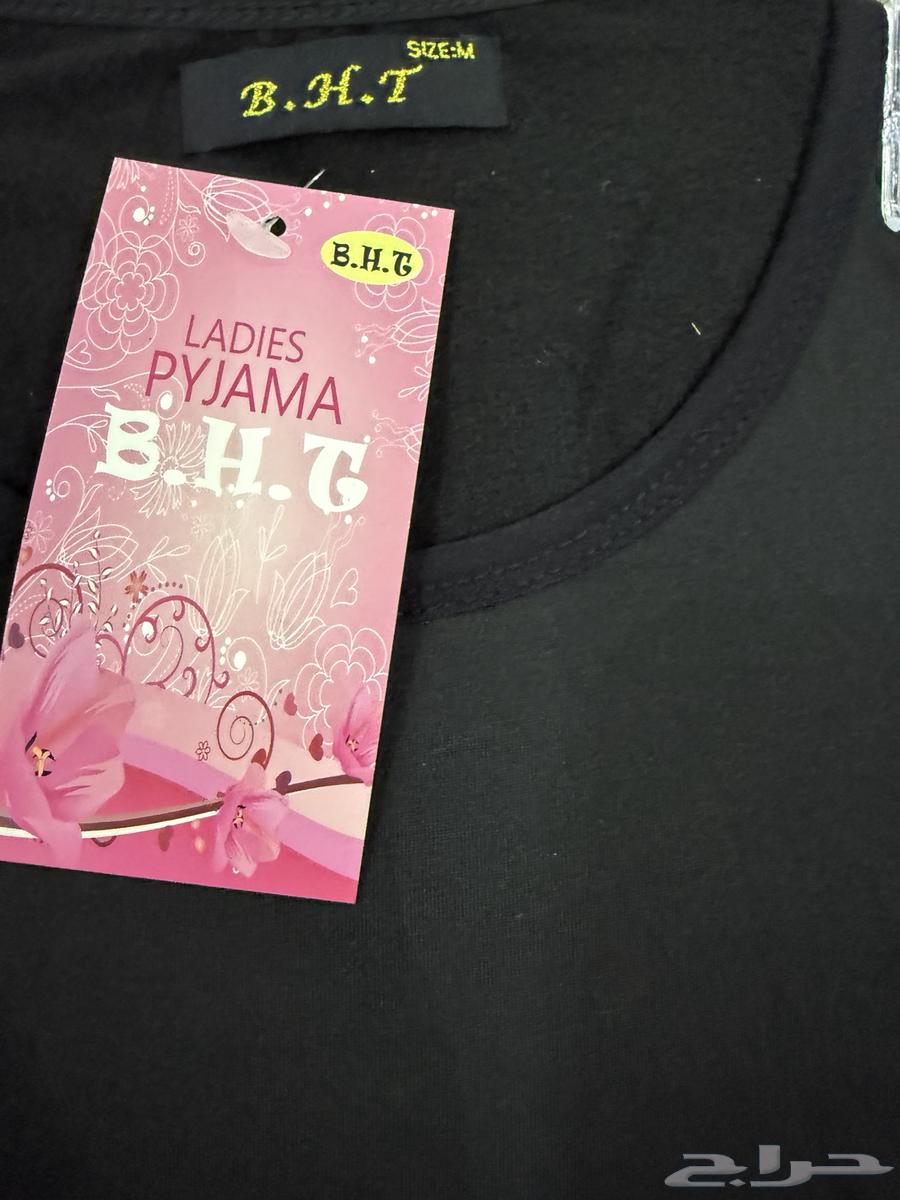 SIZE:M
B.H.T
B.H.T
LADIES
PYJAMA
B.H.T
حراج